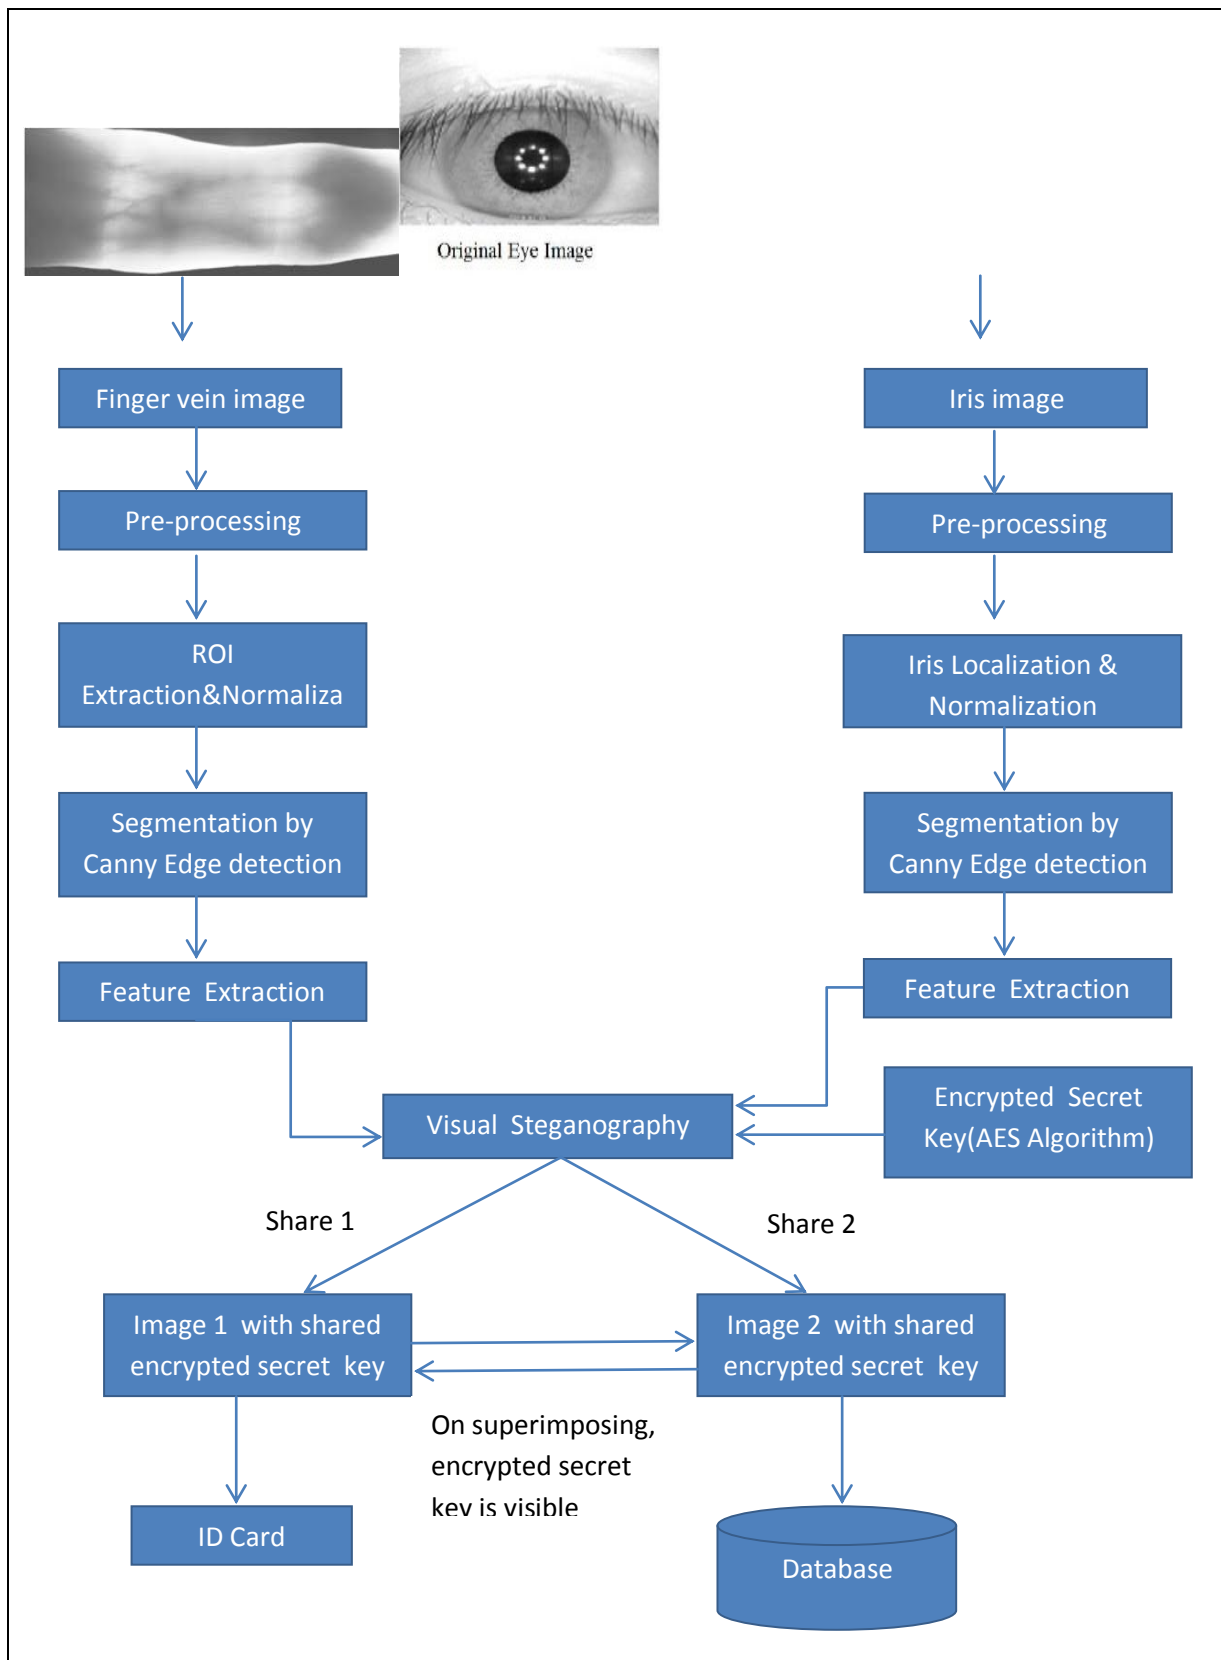 Original Eye Image
Finger vein image
Iris image
Pre-processing
Pre-processing
ROI
Extraction&Normaliza
Iris Localization &
Normalization
Segmentation by
Canny Edge detection
Segmentation by
Canny Edge detection
Feature Extraction
Feature Extraction
Visual Steganography
Encrypted Secret
Key(AES Algorithm)
Share 1
Share 2
Image 1 with shared
encrypted secret key
Image 2 with shared
encrypted secret key
On superimposing,
encrypted secret
key is visible
ID Card
Database